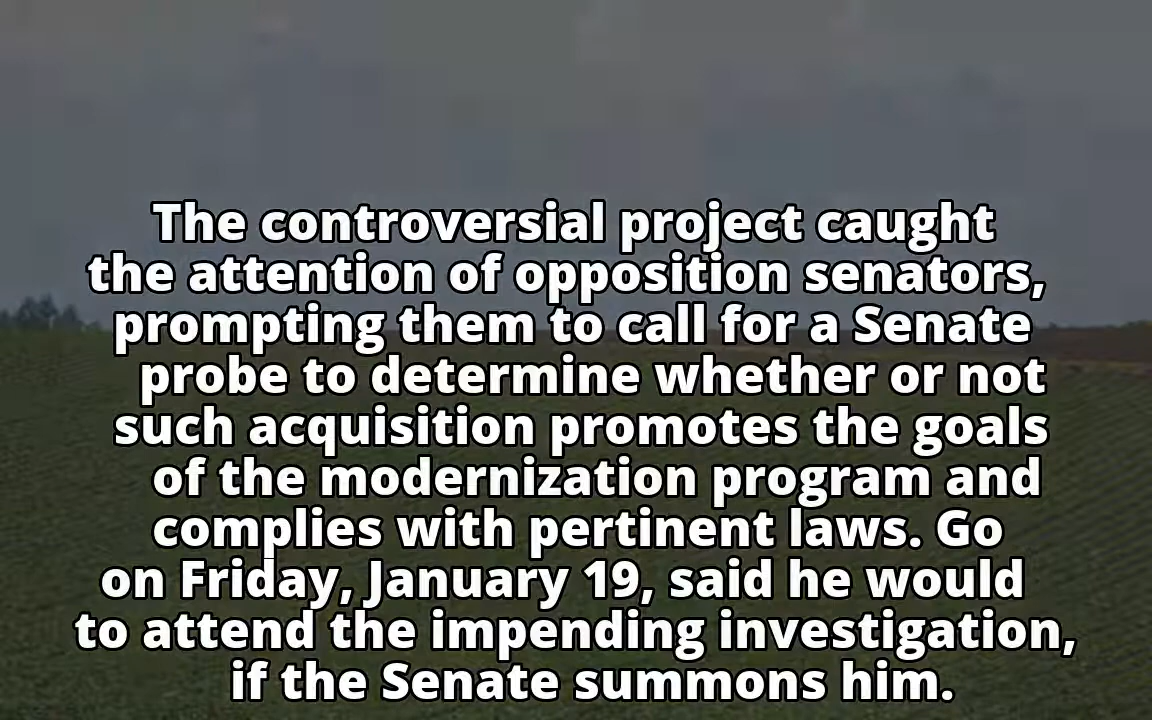 The controversial project caught
the attention of opposition senators,
prompting them to call for a Senate
probe to determine whether or not
such acquisition promotes the goals
of the modernization program and
complies with pertinent laws. Go
on Friday, January 19, said he would
to attend the impending investigation,
if the Senate summons him.